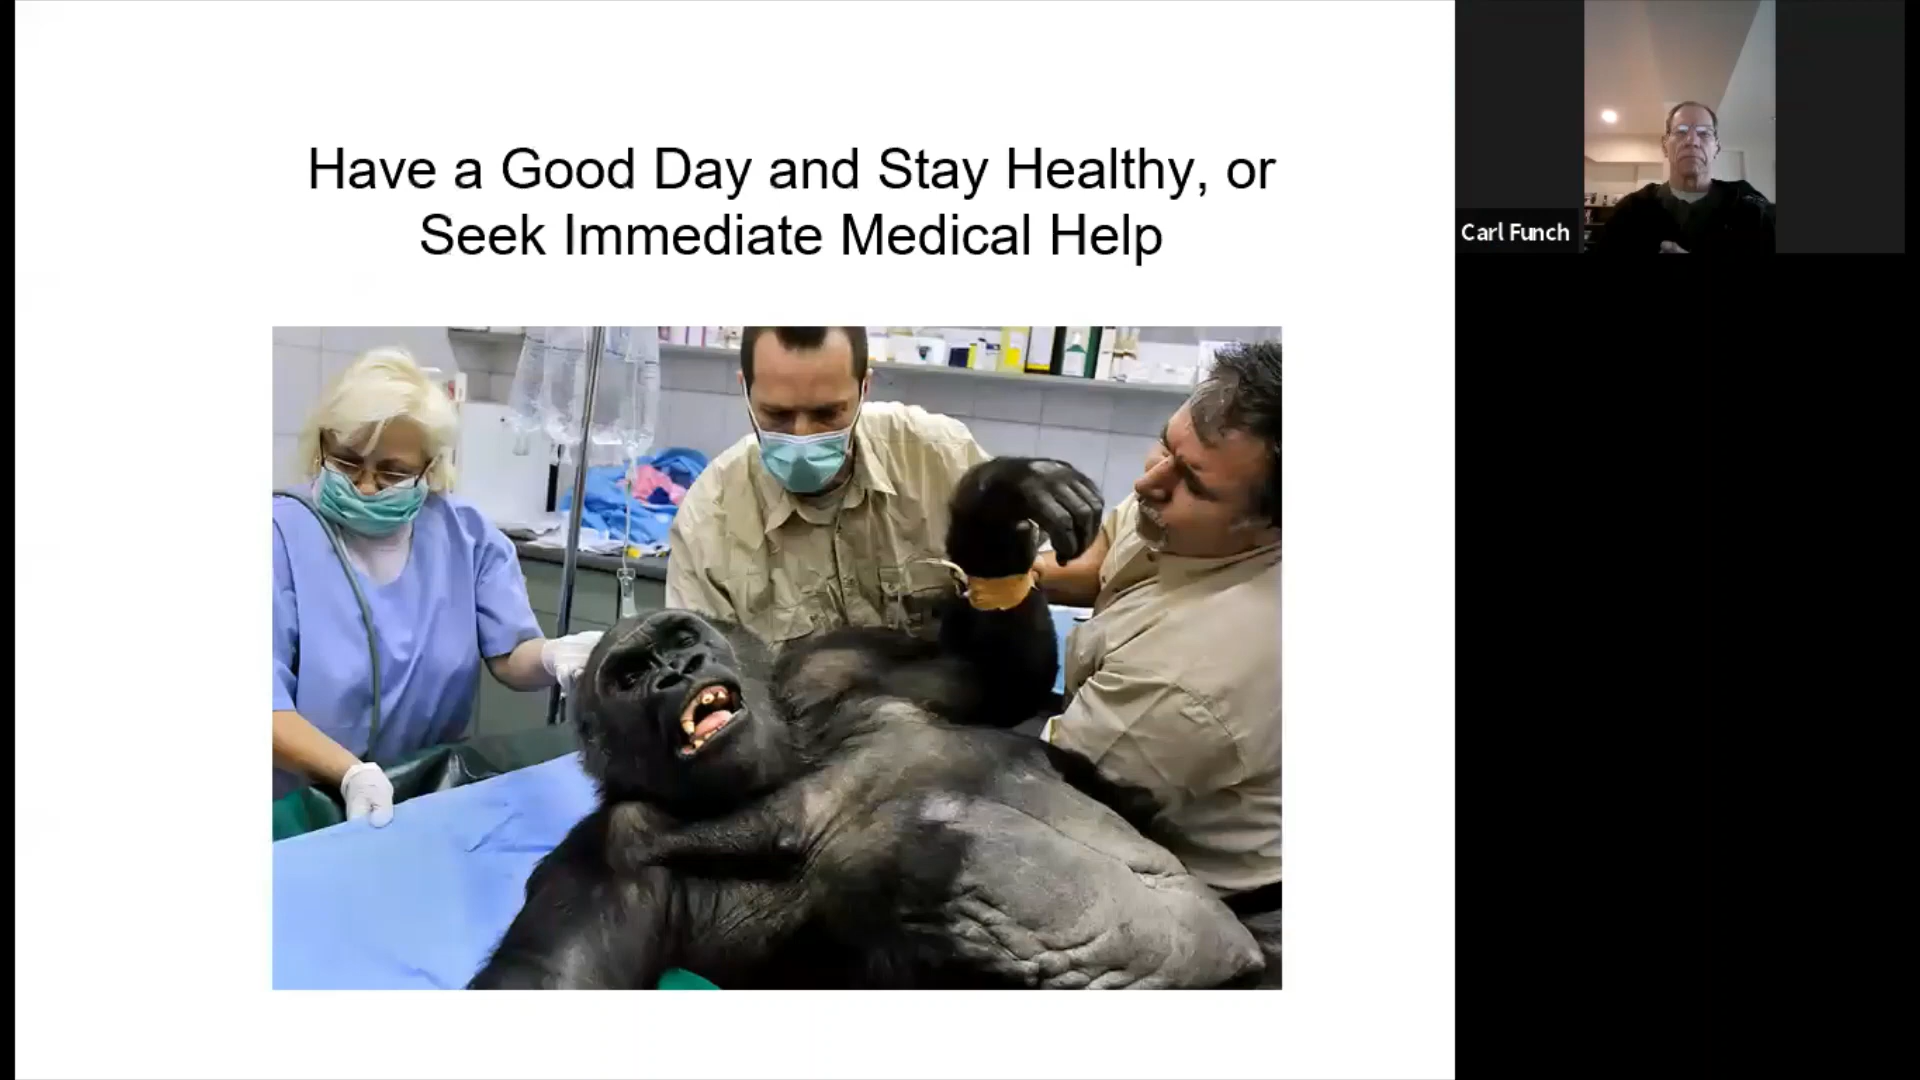 Have a Good Day and Stay Healthy, or
Seek Immediate Medical Help
Carl Funch